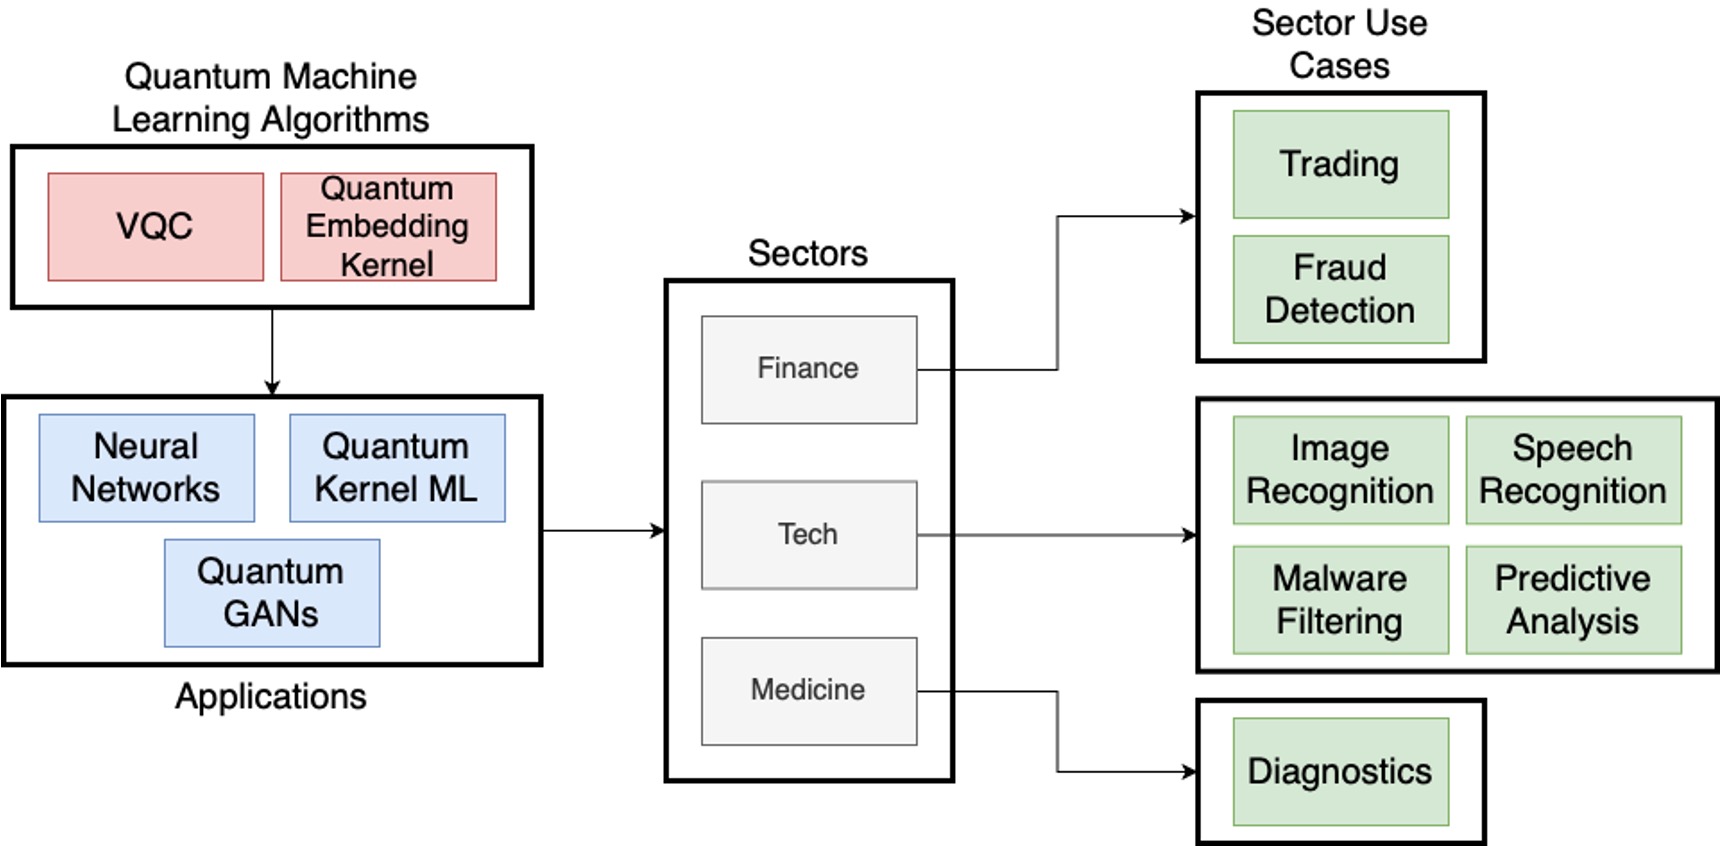 Quantum Machine
Learning Algorithms
VQC
Quantum
Embedding
Kernel
Neural
Networks
Quantum
Kernel ML
Quantum
GANs
Applications
Sectors
Finance
Tech
Medicine
Sector Use
Cases
Trading
Fraud
Detection
Image
Recognition
Speech
Recognition
Malware
Filtering
Predictive
Analysis
Diagnostics